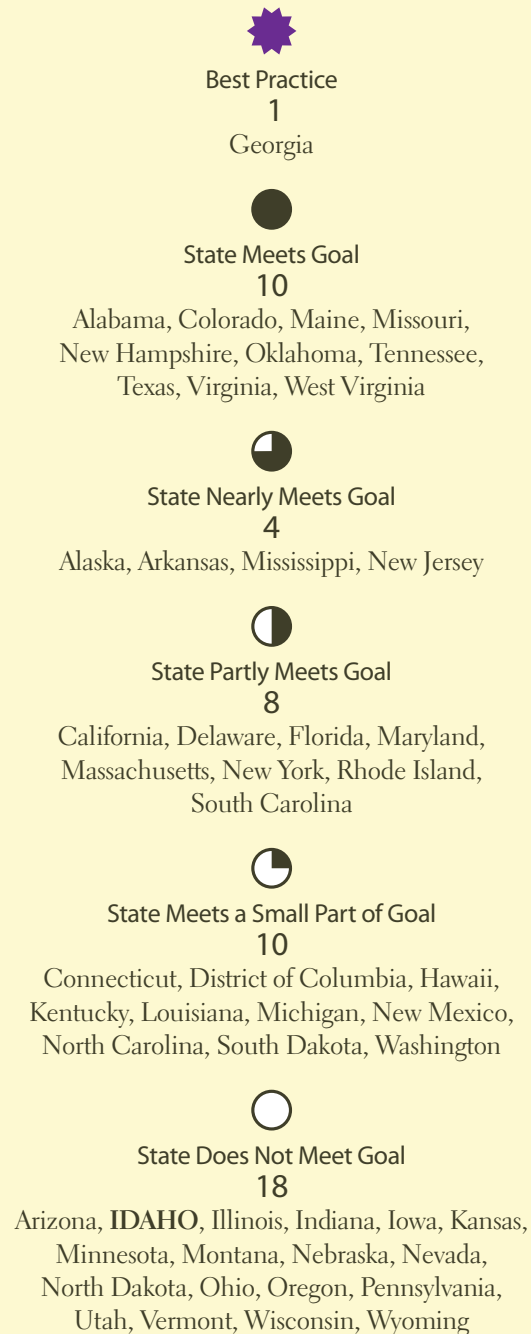 Best Practice
1
Georgia
State Meets Goal
10
Alabama, Colorado, Maine, Missouri,
New Hampshire, Oklahoma, Tennessee,
Texas, Virginia, West Virginia
State Nearly Meets Goal
4
Alaska, Arkansas, Mississippi, New Jersey
State Partly Meets Goal
8
California, Delaware, Florida, Maryland,
Massachusetts, New York, Rhode Island,
South Carolina
State Meets a Small Part of Goal
10
Connecticut, District of Columbia, Hawaii,
Kentucky, Louisiana, Michigan, New Mexico,
North Carolina, South Dakota, Washington
State Does Not Meet Goal
18
Arizona, IDAHO, Illinois, Indiana, Iowa, Kansas,
Minnesota, Montana, Nebraska, Nevada,
North Dakota, Ohio, Oregon, Pennsylvania,
Utah, Vermont, Wisconsin, Wyoming